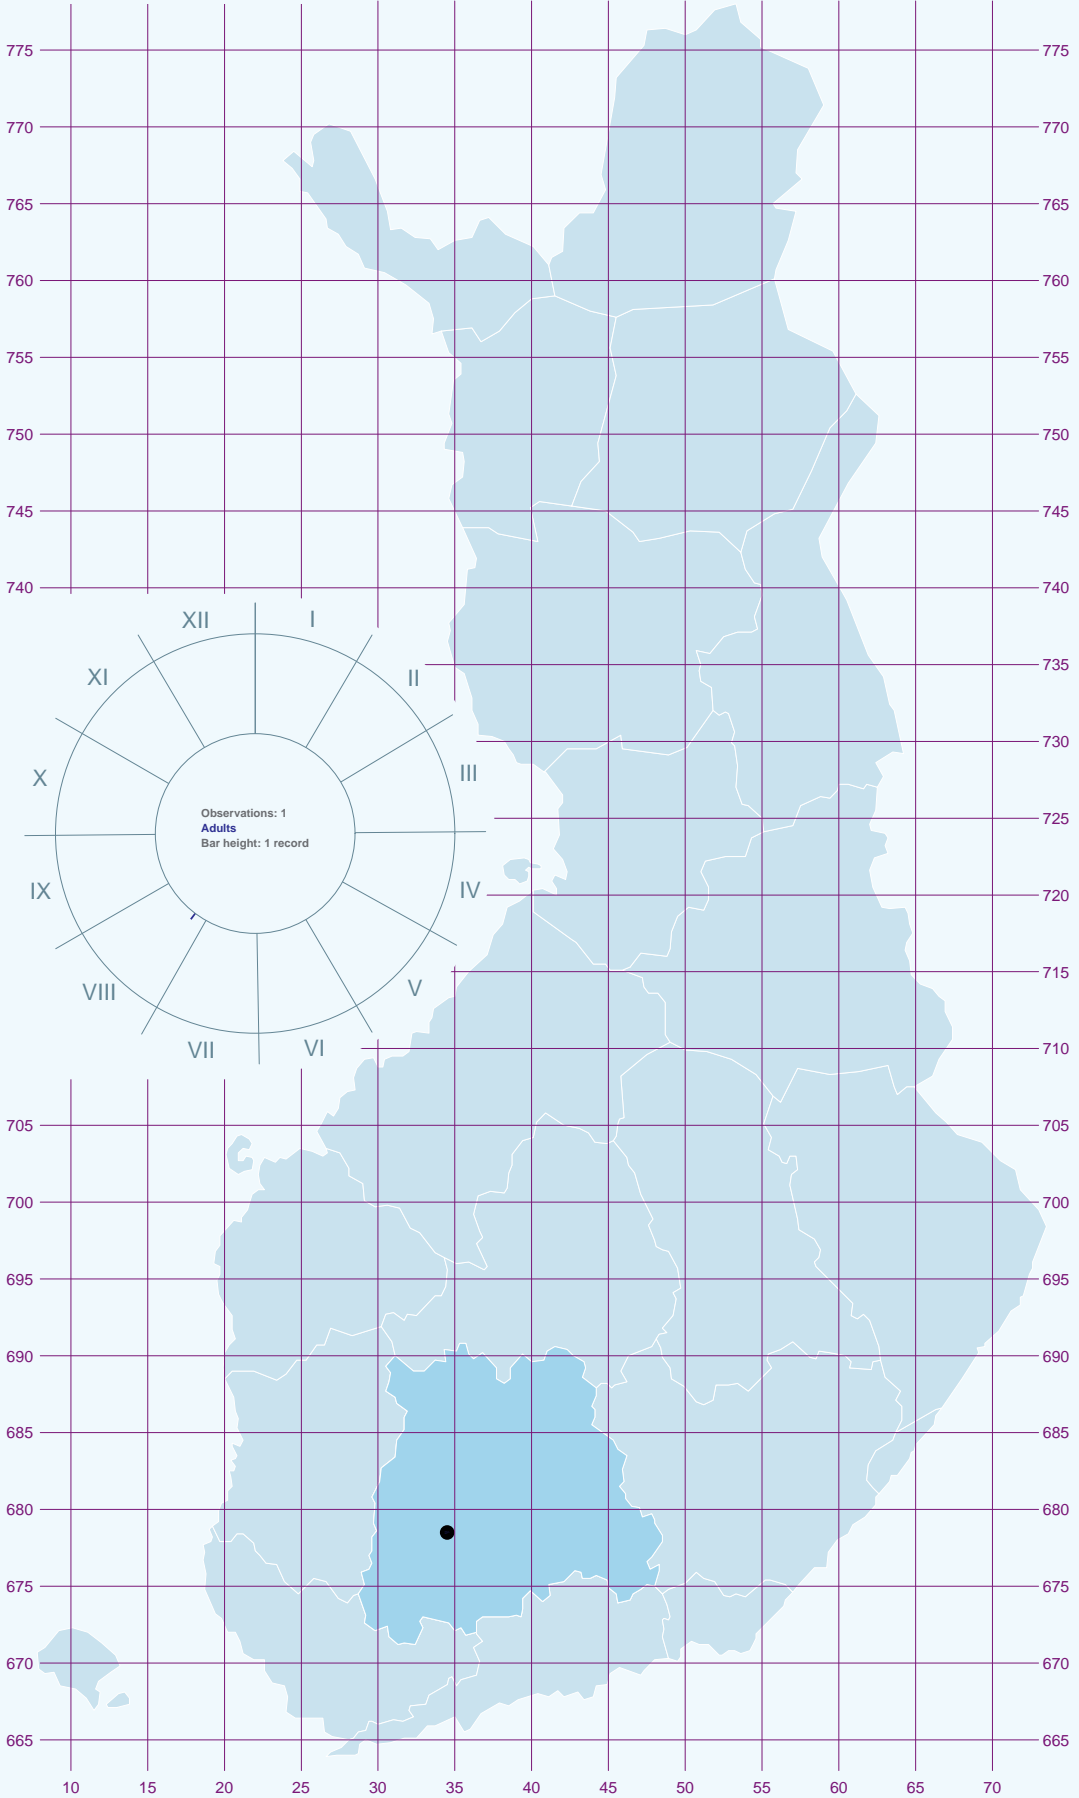 775 775
770 770
765 765
760 760
755 755
750 750
745 745
740 740
XII I
735
XI II
730
X III
725
Observations: 1
Adults
Bar height: 1 record
IX IV
720
715
VIII V
VII VI
710
705 705
700 700
695 695
690 690
685 685
680 680
675 675
670 670
665 665
10 15 20 25 30 35 40 45 50 55 60 65 70